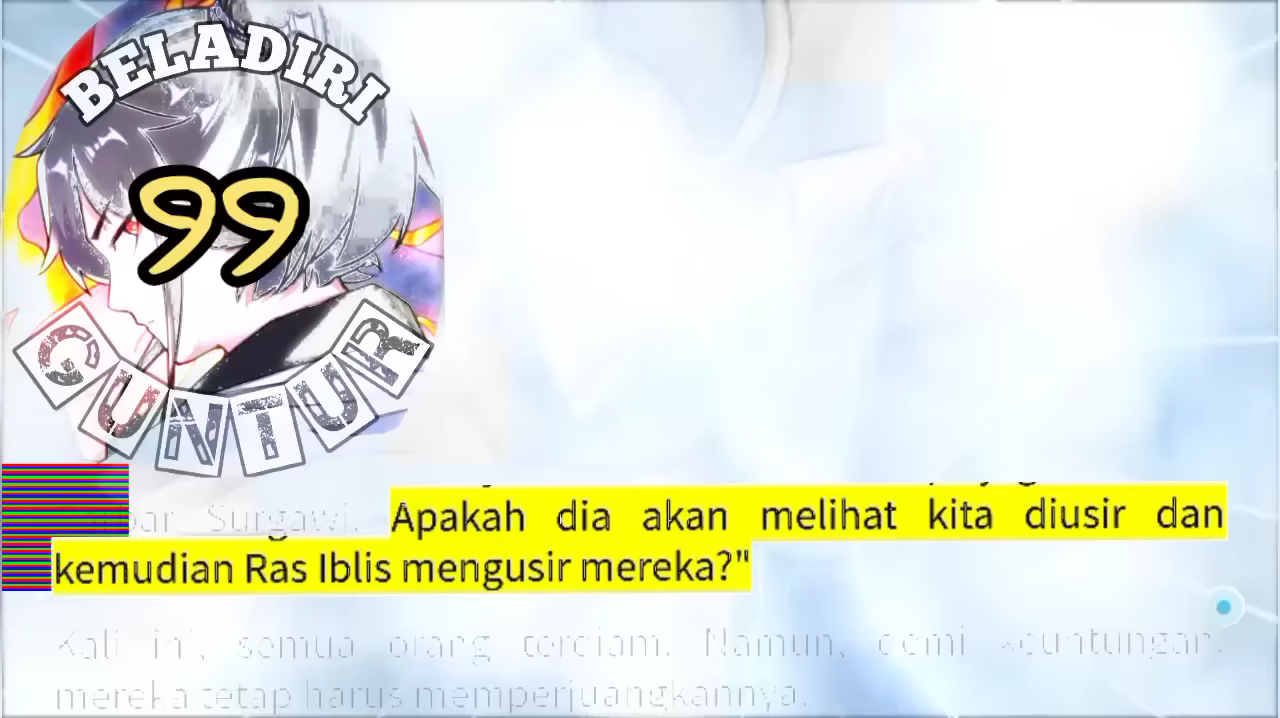 BELADIRI
99
GUNTUR
Surgawi. Apakah dia akan melihat kita diusir dan
kemudian Ras Iblis mengusir mereka?"
Kali ini, semua orang terdiam. Namun, demi keuntungan,
mereka tetap harus memperjuangkannya.